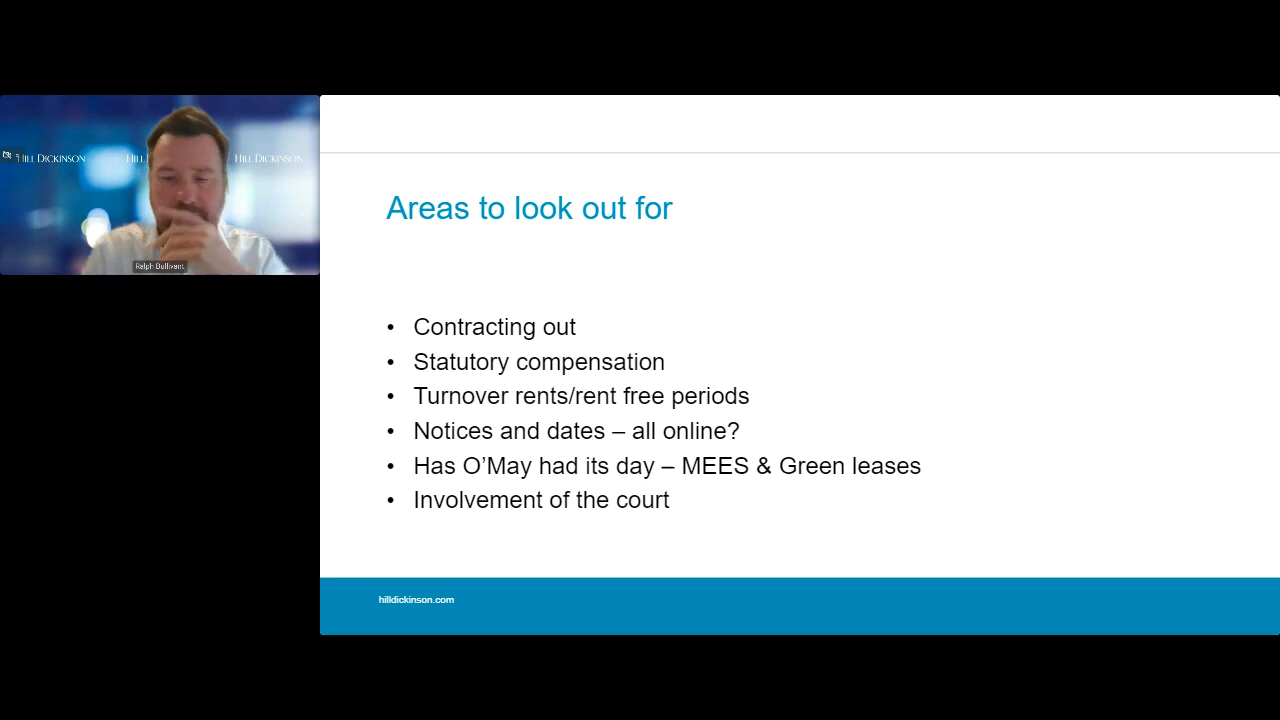 HILL DICKINSON
HILL
HILL DICKINSON
Ralph Bullivant
Areas to look out for
• Contracting out
• Statutory compensation
• Turnover rents/rent free periods
• Notices and dates – all online?
• Has O’May had its day – MEES & Green leases
• Involvement of the court
hilldickinson.com